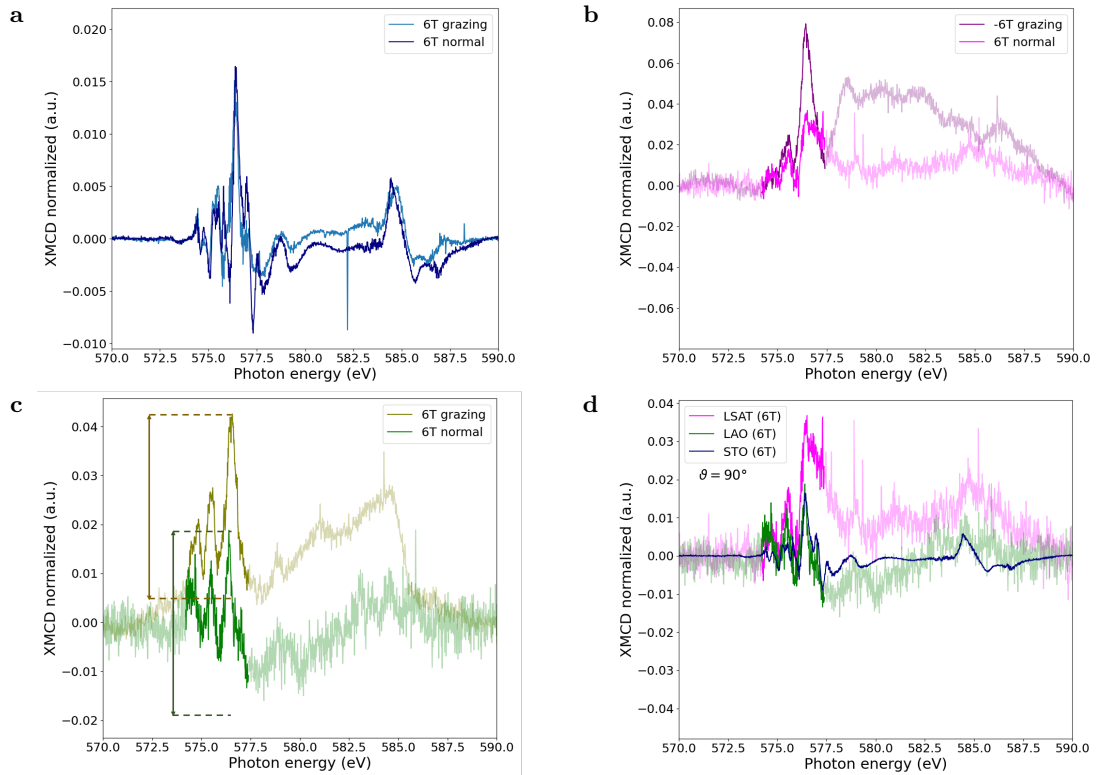 a
0.020
0.015
0.010
0.005
0.000
−0.005
−0.010
XMCD normalized (a.u.)
6T grazing
6T normal
570.0 572.5 575.0 577.5 580.0 582.5 585.0 587.5 590.0
Photon energy (eV)
b
0.08
0.06
0.04
0.02
0.00
−0.02
−0.04
−0.06
XMCD normalized (a.u.)
-6T grazing
6T normal
570.0 572.5 575.0 577.5 580.0 582.5 585.0 587.5 590.0
Photon energy (eV)
c
0.04
0.03
0.02
0.01
0.00
−0.01
−0.02
XMCD normalized (a.u.)
6T grazing
6T normal
570.0 572.5 575.0 577.5 580.0 582.5 585.0 587.5 590.0
Photon energy (eV)
d
0.04
0.03
0.02
0.01
0.00
−0.01
−0.02
−0.03
−0.04
XMCD normalized (a.u.)
LSAT (6T)
LAO (6T)
STO (6T)
ϑ = 90°
570.0 572.5 575.0 577.5 580.0 582.5 585.0 587.5 590.0
Photon energy (eV)